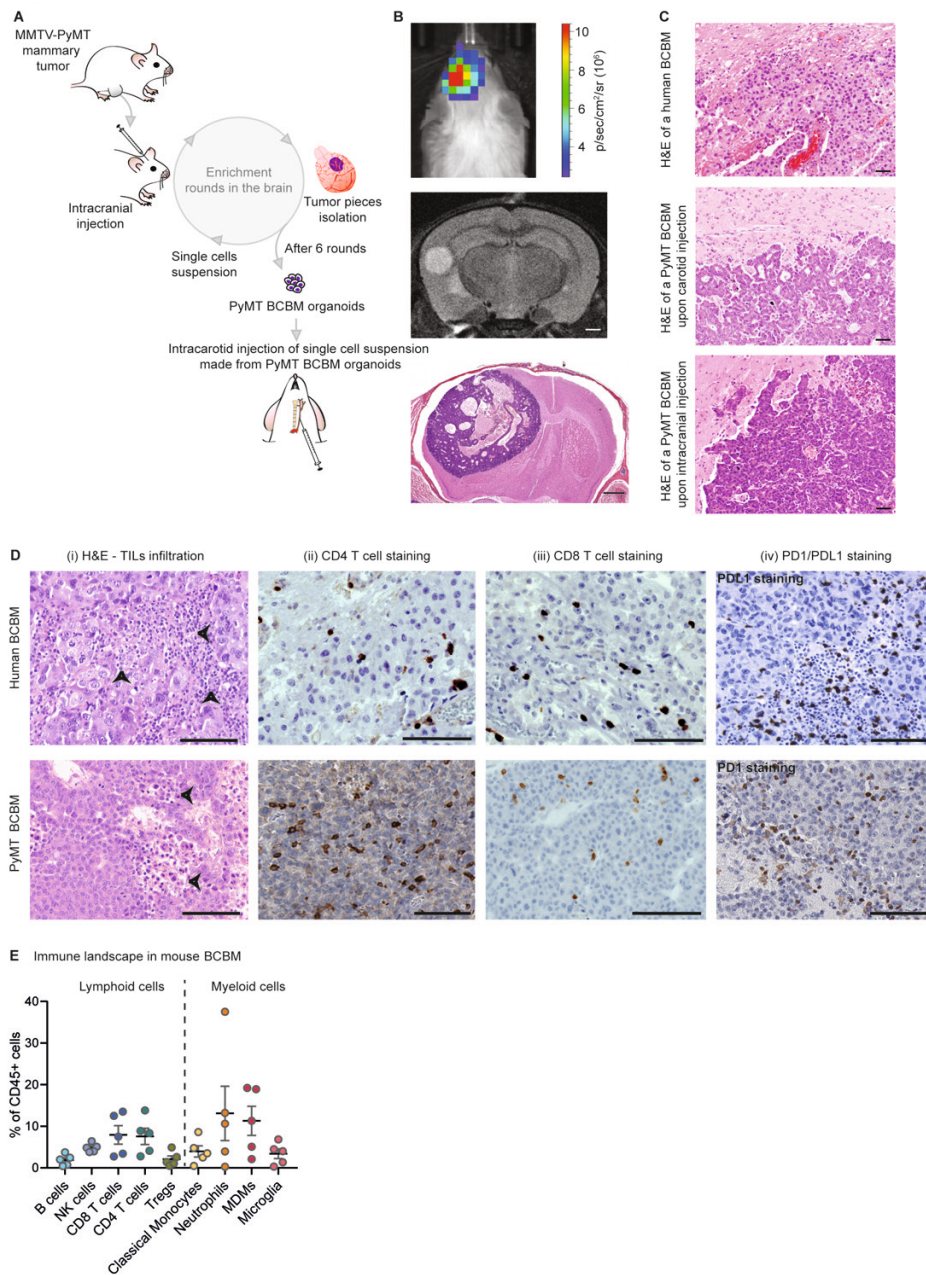 A
MMTV-PyMT
mammary
tumor
Intracranial
injection
Enrichment
rounds in the brain
Tumor pieces
isolation
After 6 rounds
Single cells
suspension
PyMT BCBM organoids
Intracarotid injection of single cell suspension
made from PyMT BCBM organoids
B
10
8
6
4
p/sec/cm²/sr (10⁶)
C
H&E of a human BCBM
H&E of a PyMT BCBM
upon carotid injection
H&E of a PyMT BCBM
upon intracranial injection
D
(i) H&E - TILs infiltration
(ii) CD4 T cell staining
(iii) CD8 T cell staining
(iv) PD1/PDL1 staining
Human BCBM
PDL1 staining
PyMT BCBM
PD1 staining
E Immune landscape in mouse BCBM
Lymphoid cells
Myeloid cells
% of CD45+ cells
40
30
20
10
0
B cells
NK cells
CD8 T cells
CD4 T cells
Tregs
Classical Monocytes
Neutrophils
MDMs
Microglia